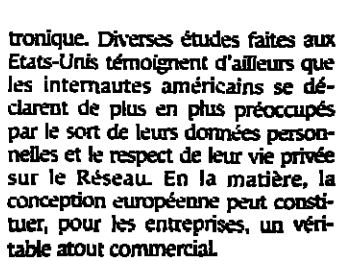 tronique. Diverses études faites aux
Etats-Unis témoignent d'ailleurs que
les internautes américains se dé-
clarent de plus en plus préoccupés
par le sort de leurs données person-
nelles et le respect de leur vie privée
sur le Réseau. En la matière, la
conception européenne peut consti-
tuer, pour les entreprises, un véri-
table atout commercial.